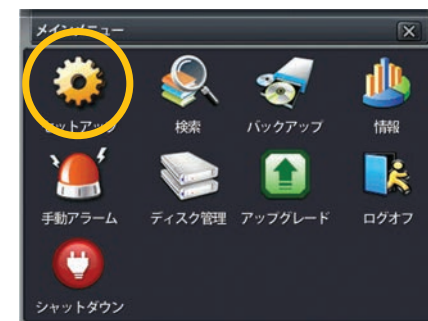 メインメニュー
セットアップ 検索 バックアップ 情報
手動アラーム ディスク管理 アップグレード ログオフ
シャットダウン